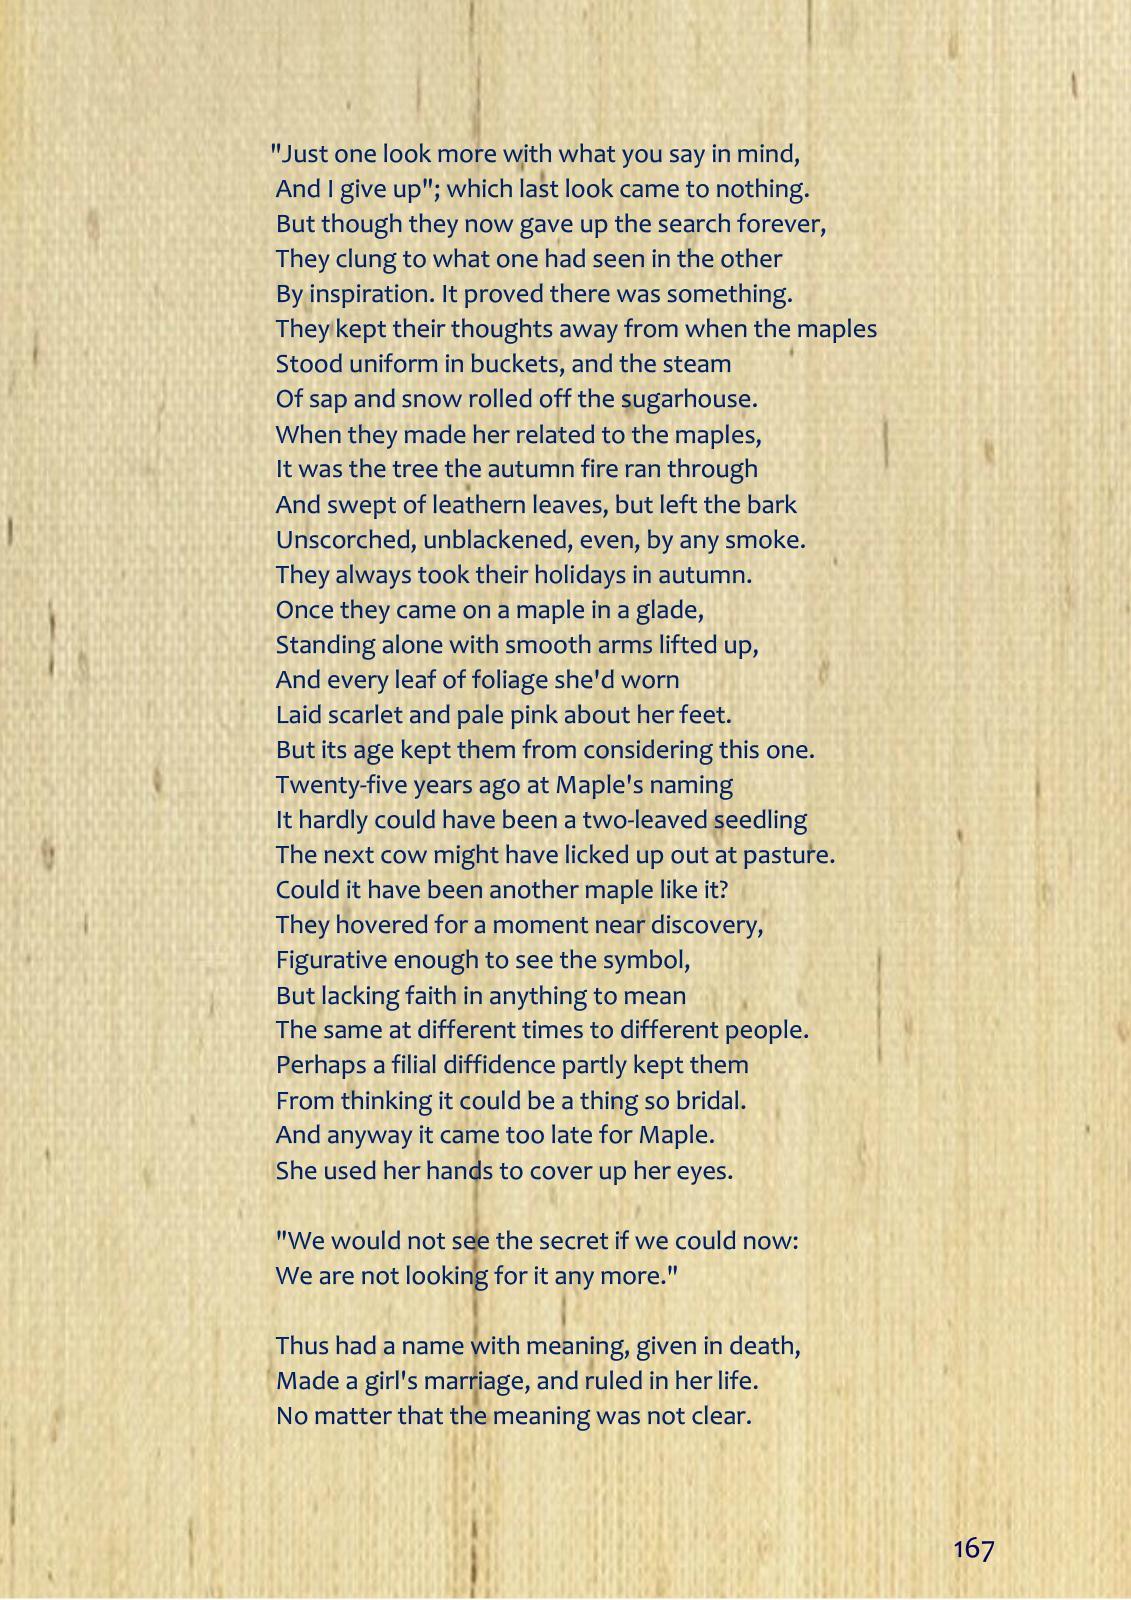 "Just one look more with what you say in mind,
And I give up"; which last look came to nothing.
But though they now gave up the search forever,
They clung to what one had seen in the other
By inspiration. It proved there was something.
They kept their thoughts away from when the maples
Stood uniform in buckets, and the steam
Of sap and snow rolled off the sugarhouse.
When they made her related to the maples,
It was the tree the autumn fire ran through
And swept of leathern leaves, but left the bark
Unscorched, unblackened, even, by any smoke.
They always took their holidays in autumn.
Once they came on a maple in a glade,
Standing alone with smooth arms lifted up,
And every leaf of foliage she'd worn
Laid scarlet and pale pink about her feet.
But its age kept them from considering this one.
Twenty-five years ago at Maple's naming
It hardly could have been a two-leaved seedling
The next cow might have licked up out at pasture.
Could it have been another maple like it?
They hovered for a moment near discovery,
Figurative enough to see the symbol,
But lacking faith in anything to mean
The same at different times to different people.
Perhaps a filial diffidence partly kept them
From thinking it could be a thing so bridal.
And anyway it came too late for Maple.
She used her hands to cover up her eyes.
"We would not see the secret if we could now:
We are not looking for it any more."
Thus had a name with meaning, given in death,
Made a girl's marriage, and ruled in her life.
No matter that the meaning was not clear.
167